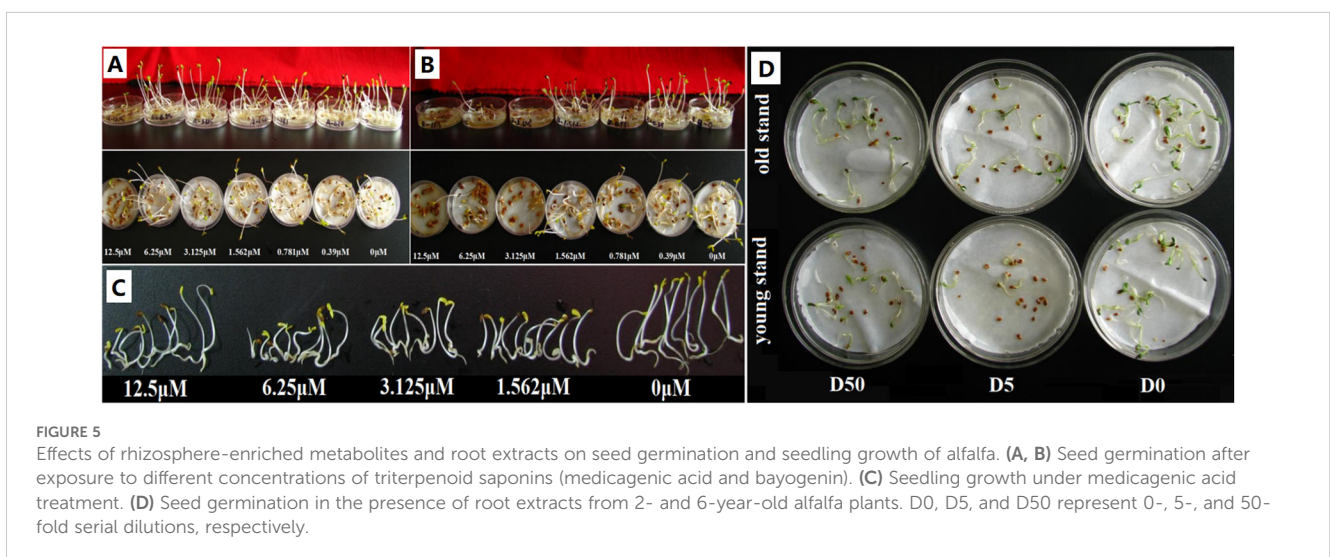 A
B
12.5μM 6.25μM 3.125μM 1.562μM 0.781μM 0.39μM 0μM
12.5μM 6.25μM 3.125μM 1.562μM 0.781μM 0.39μM 0μM
C
12.5μM 6.25μM 3.125μM 1.562μM 0μM
D
old stand
young stand
D50 D5 D0
FIGURE 5
Effects of rhizosphere-enriched metabolites and root extracts on seed germination and seedling growth of alfalfa. (A, B) Seed germination after
exposure to different concentrations of triterpenoid saponins (medicagenic acid and bayogenin). (C) Seedling growth under medicagenic acid
treatment. (D) Seed germination in the presence of root extracts from 2- and 6-year-old alfalfa plants. D0, D5, and D50 represent 0-, 5-, and 50-
fold serial dilutions, respectively.